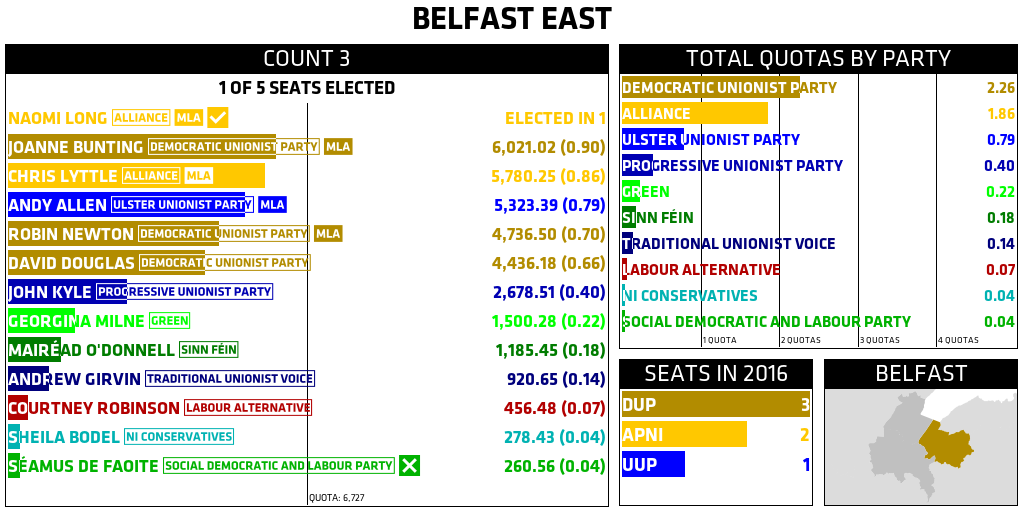 BELFAST EAST
COUNT 3
1 OF 5 SEATS ELECTED
NAOMI LONG ALLIANCE MLA ELECTED IN 1
JOANNE BUNTING DEMOCRATIC UNIONIST PARTY MLA 6,021.02 (0.90)
CHRIS LYTTLE ALLIANCE MLA 5,780.25 (0.86)
ANDY ALLEN ULSTER UNIONIST PARTY MLA 5,323.39 (0.79)
ROBIN NEWTON DEMOCRATIC UNIONIST PARTY MLA 4,736.50 (0.70)
DAVID DOUGLAS DEMOCRATIC UNIONIST PARTY 4,436.18 (0.66)
JOHN KYLE PROGRESSIVE UNIONIST PARTY 2,678.51 (0.40)
GEORGINA MILNE GREEN 1,500.28 (0.22)
MAIRÉAD O'DONNELL SINN FÉIN 1,185.45 (0.18)
ANDREW GIRVIN TRADITIONAL UNIONIST VOICE 920.65 (0.14)
COURTNEY ROBINSON LABOUR ALTERNATIVE 456.48 (0.07)
SHEILA BODEL NI CONSERVATIVES 278.43 (0.04)
SÉAMUS DE FAOITE SOCIAL DEMOCRATIC AND LABOUR PARTY 260.56 (0.04)
QUOTA: 6,727
TOTAL QUOTAS BY PARTY
DEMOCRATIC UNIONIST PARTY 2.26
ALLIANCE 1.86
ULSTER UNIONIST PARTY 0.79
PROGRESSIVE UNIONIST PARTY 0.40
GREEN 0.22
SINN FÉIN 0.18
TRADITIONAL UNIONIST VOICE 0.14
LABOUR ALTERNATIVE 0.07
NI CONSERVATIVES 0.04
SOCIAL DEMOCRATIC AND LABOUR PARTY 0.04
1 QUOTA 2 QUOTAS 3 QUOTAS 4 QUOTAS
SEATS IN 2016
DUP 3
APNI 2
UUP 1
BELFAST